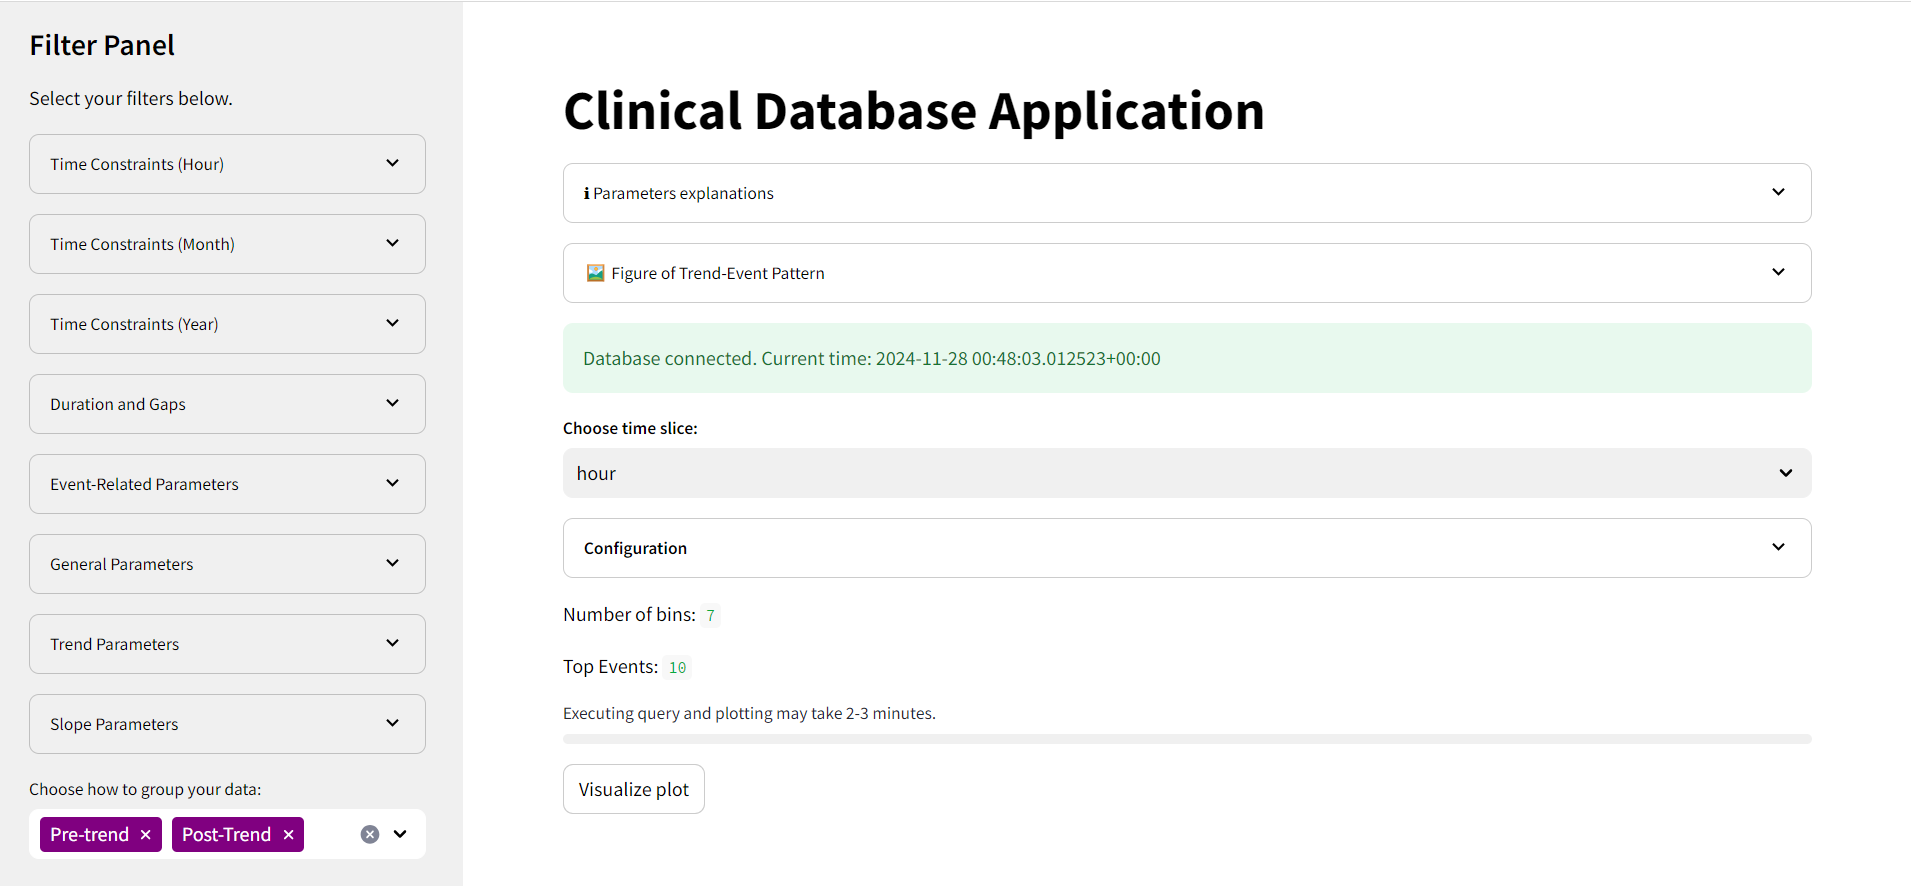 Filter Panel
Select your filters below.
Time Constraints (Hour)
Time Constraints (Month)
Time Constraints (Year)
Duration and Gaps
Event-Related Parameters
General Parameters
Trend Parameters
Slope Parameters
Choose how to group your data:
Pre-trend × Post-Trend ×
Clinical Database Application
ℹ Parameters explanations
🖼️ Figure of Trend-Event Pattern
Database connected. Current time: 2024-11-28 00:48:03.012523+00:00
Choose time slice:
hour
Configuration
Number of bins: 7
Top Events: 10
Executing query and plotting may take 2-3 minutes.
Visualize plot